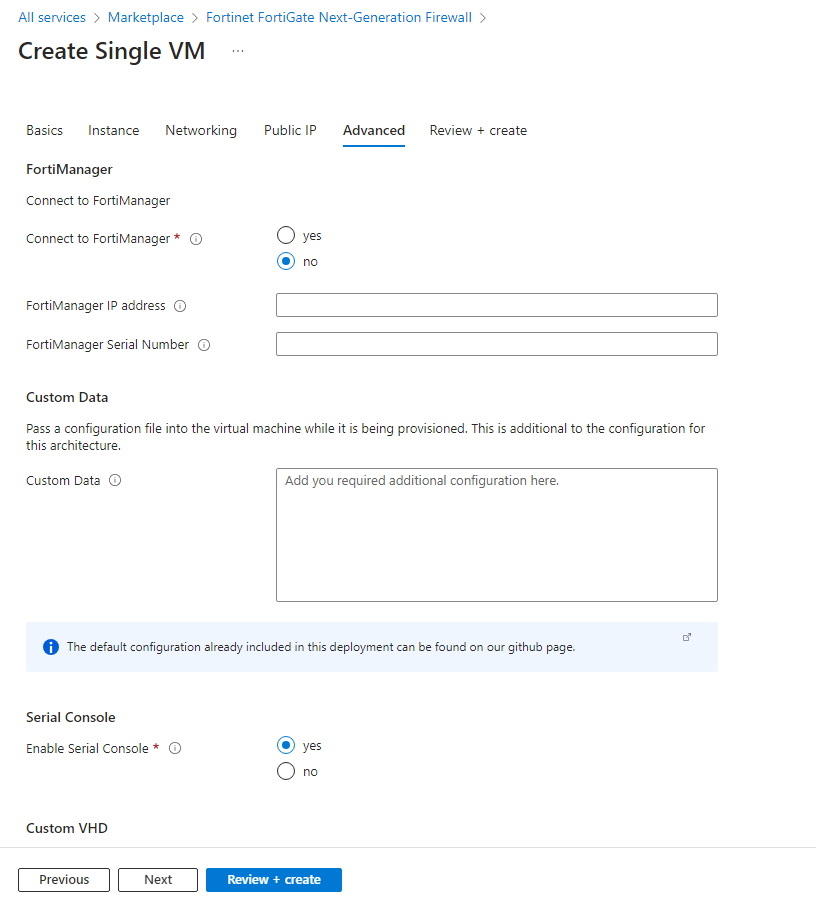 All services > Marketplace > Fortinet FortiGate Next-Generation Firewall >
Create Single VM ...
Basics Instance Networking Public IP Advanced Review + create
FortiManager
Connect to FortiManager
Connect to FortiManager *
yes
no
FortiManager IP address
FortiManager Serial Number
Custom Data
Pass a configuration file into the virtual machine while it is being provisioned. This is additional to the configuration for
this architecture.
Custom Data
Add you required additional configuration here.
The default configuration already included in this deployment can be found on our github page.
Serial Console
Enable Serial Console *
yes
no
Custom VHD
Previous Next Review + create